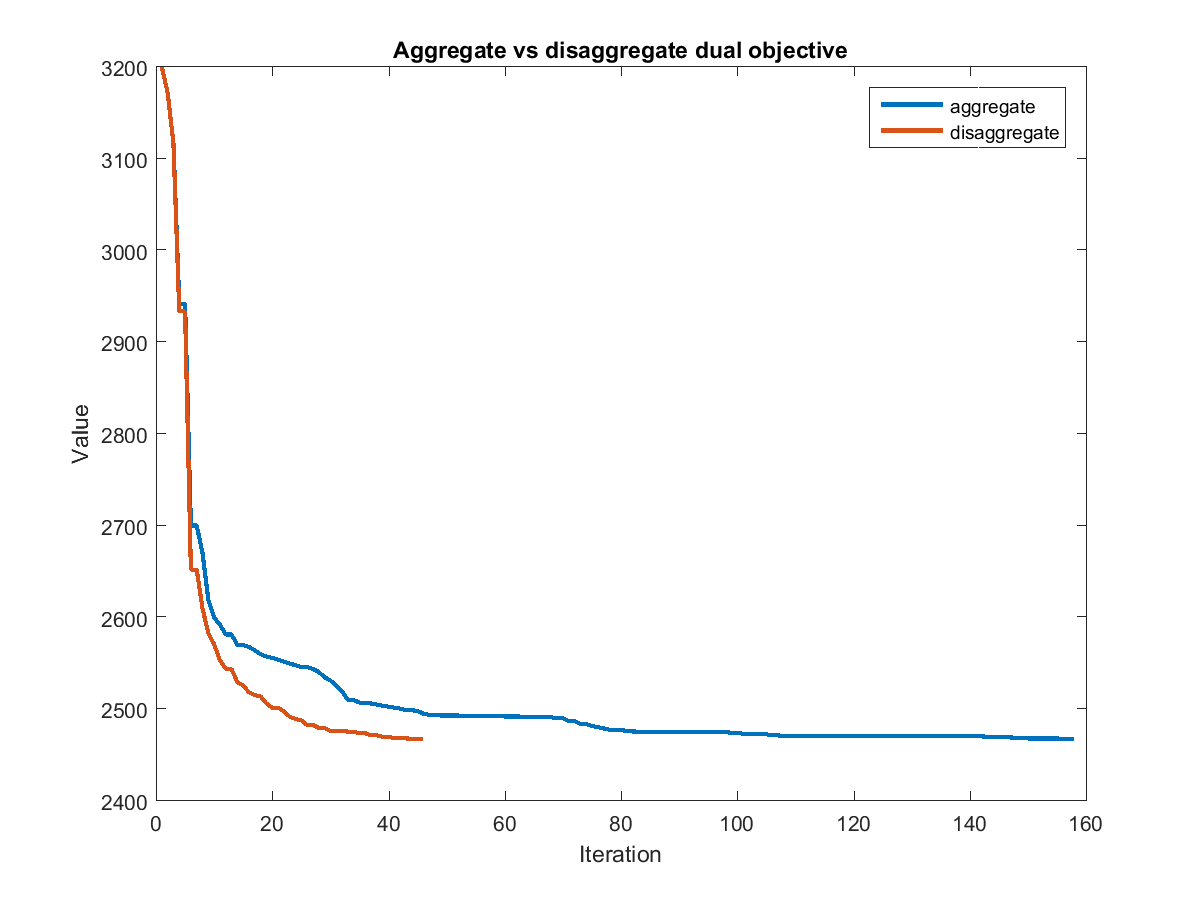 Aggregate vs disaggregate dual objective
3200
3100
3000
2900
2800
2700
2600
2500
2400
Value
aggregate
disaggregate
0 20 40 60 80 100 120 140 160
Iteration